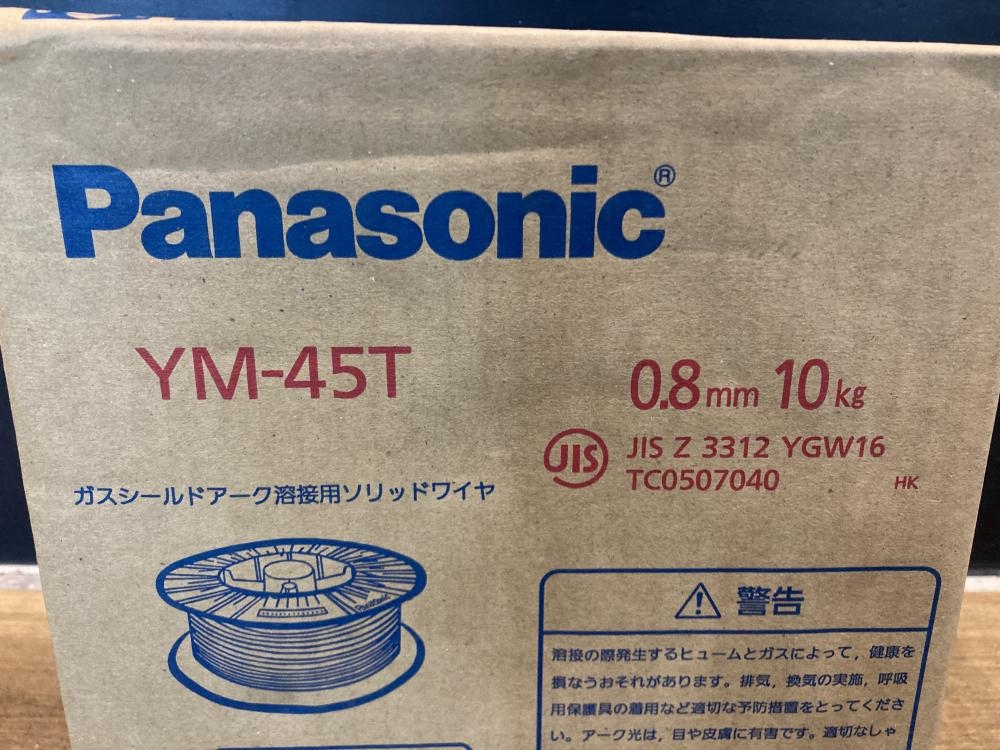 Panasonic®
YM-45T
0.8mm 10kg
JIS
JIS Z 3312 YGW16
TC0507040
HK
ガスシールドアーク溶接用ソリッドワイヤ
Panasonic
警告
溶接の際発生するヒュームとガスによって，健康を
損なうおそれがあります。排気，換気の実施，呼吸
用保護具の着用など適切な予防措置をとってくださ
い。アーク光は，目や皮膚に有害です。適切なしゃ